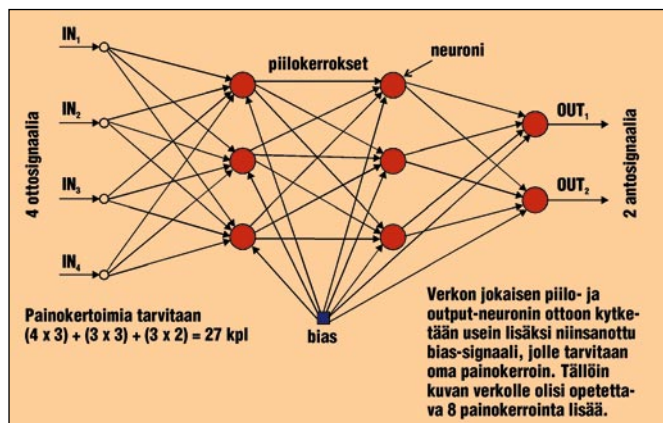 IN₁
piilokerrokset
neuroni
IN₂
OUT₁
4 ottosignaalia
2 antosignaalia
IN₃
OUT₂
IN₄
Painokertoimia tarvitaan
(4 x 3) + (3 x 3) + (3 x 2) = 27 kpl
bias
Verkon jokaisen piilo- ja
output-neuronin ottoon kytke-
tään usein lisäksi niinsanottu
bias-signaali, jolle tarvitaan
oma painokerroin. Tällöin
kuvan verkolle olisi opetetta-
va 8 painokerrointa lisää.